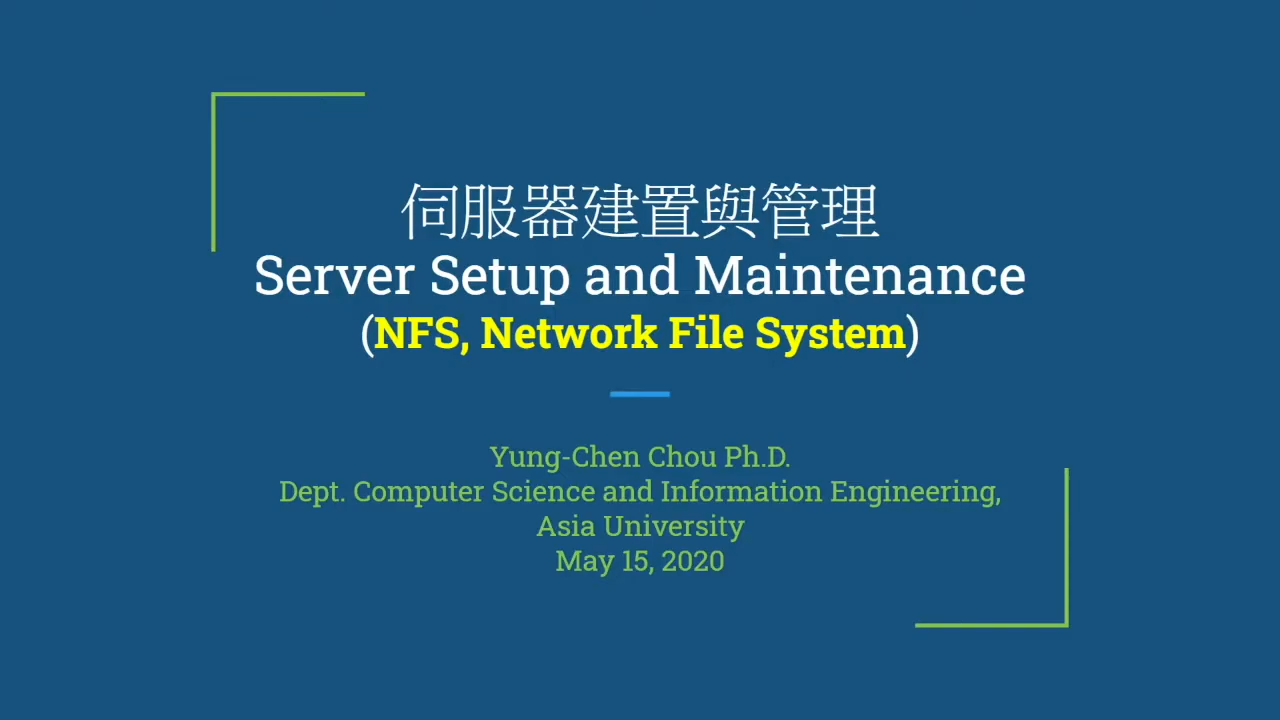 伺服器建置與管理
Server Setup and Maintenance
(NFS, Network File System)
Yung-Chen Chou Ph.D.
Dept. Computer Science and Information Engineering,
Asia University
May 15, 2020